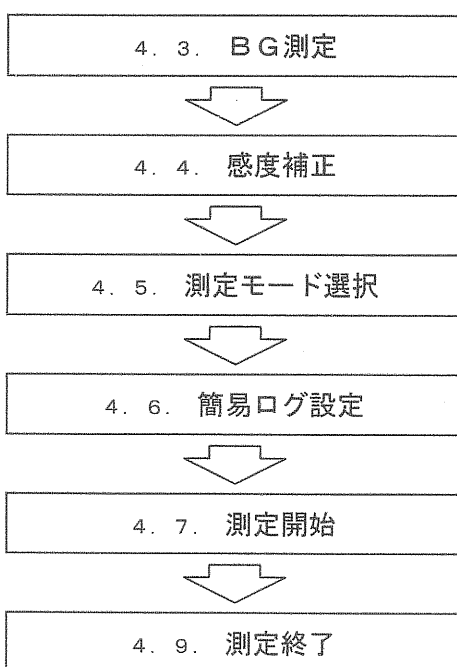 ４．３．ＢＧ測定
４．４．感度補正
４．５．測定モード選択
４．６．簡易ログ設定
４．７．測定開始
４．９．測定終了